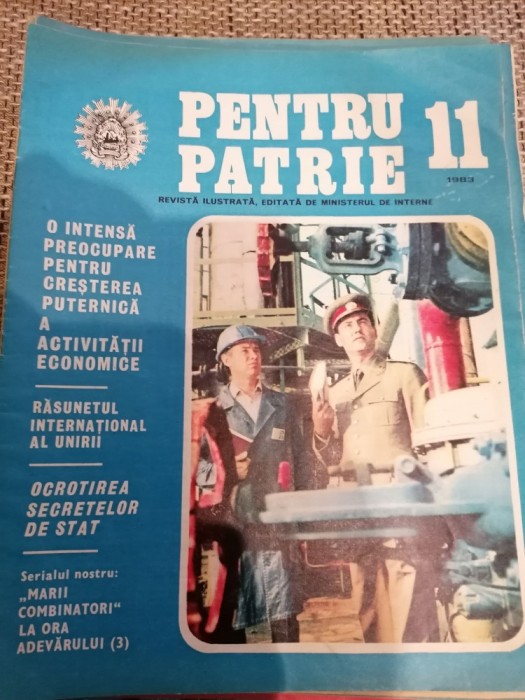 PENTRU
PATRIE
11
1983
REVISTĂ ILUSTRATĂ, EDITATĂ DE MINISTERUL DE INTERNE
O INTENSĂ
PREOCUPARE
PENTRU
CREȘTEREA
PUTERNICĂ
A
ACTIVITĂȚII
ECONOMICE
RĂSUNETUL
INTERNAȚIONAL
AL UNIRII
OCROTIREA
SECRETELOR
DE STAT
Serialul nostru:
„MARII
COMBINATORI“
LA ORA
ADEVĂRULUI (3)